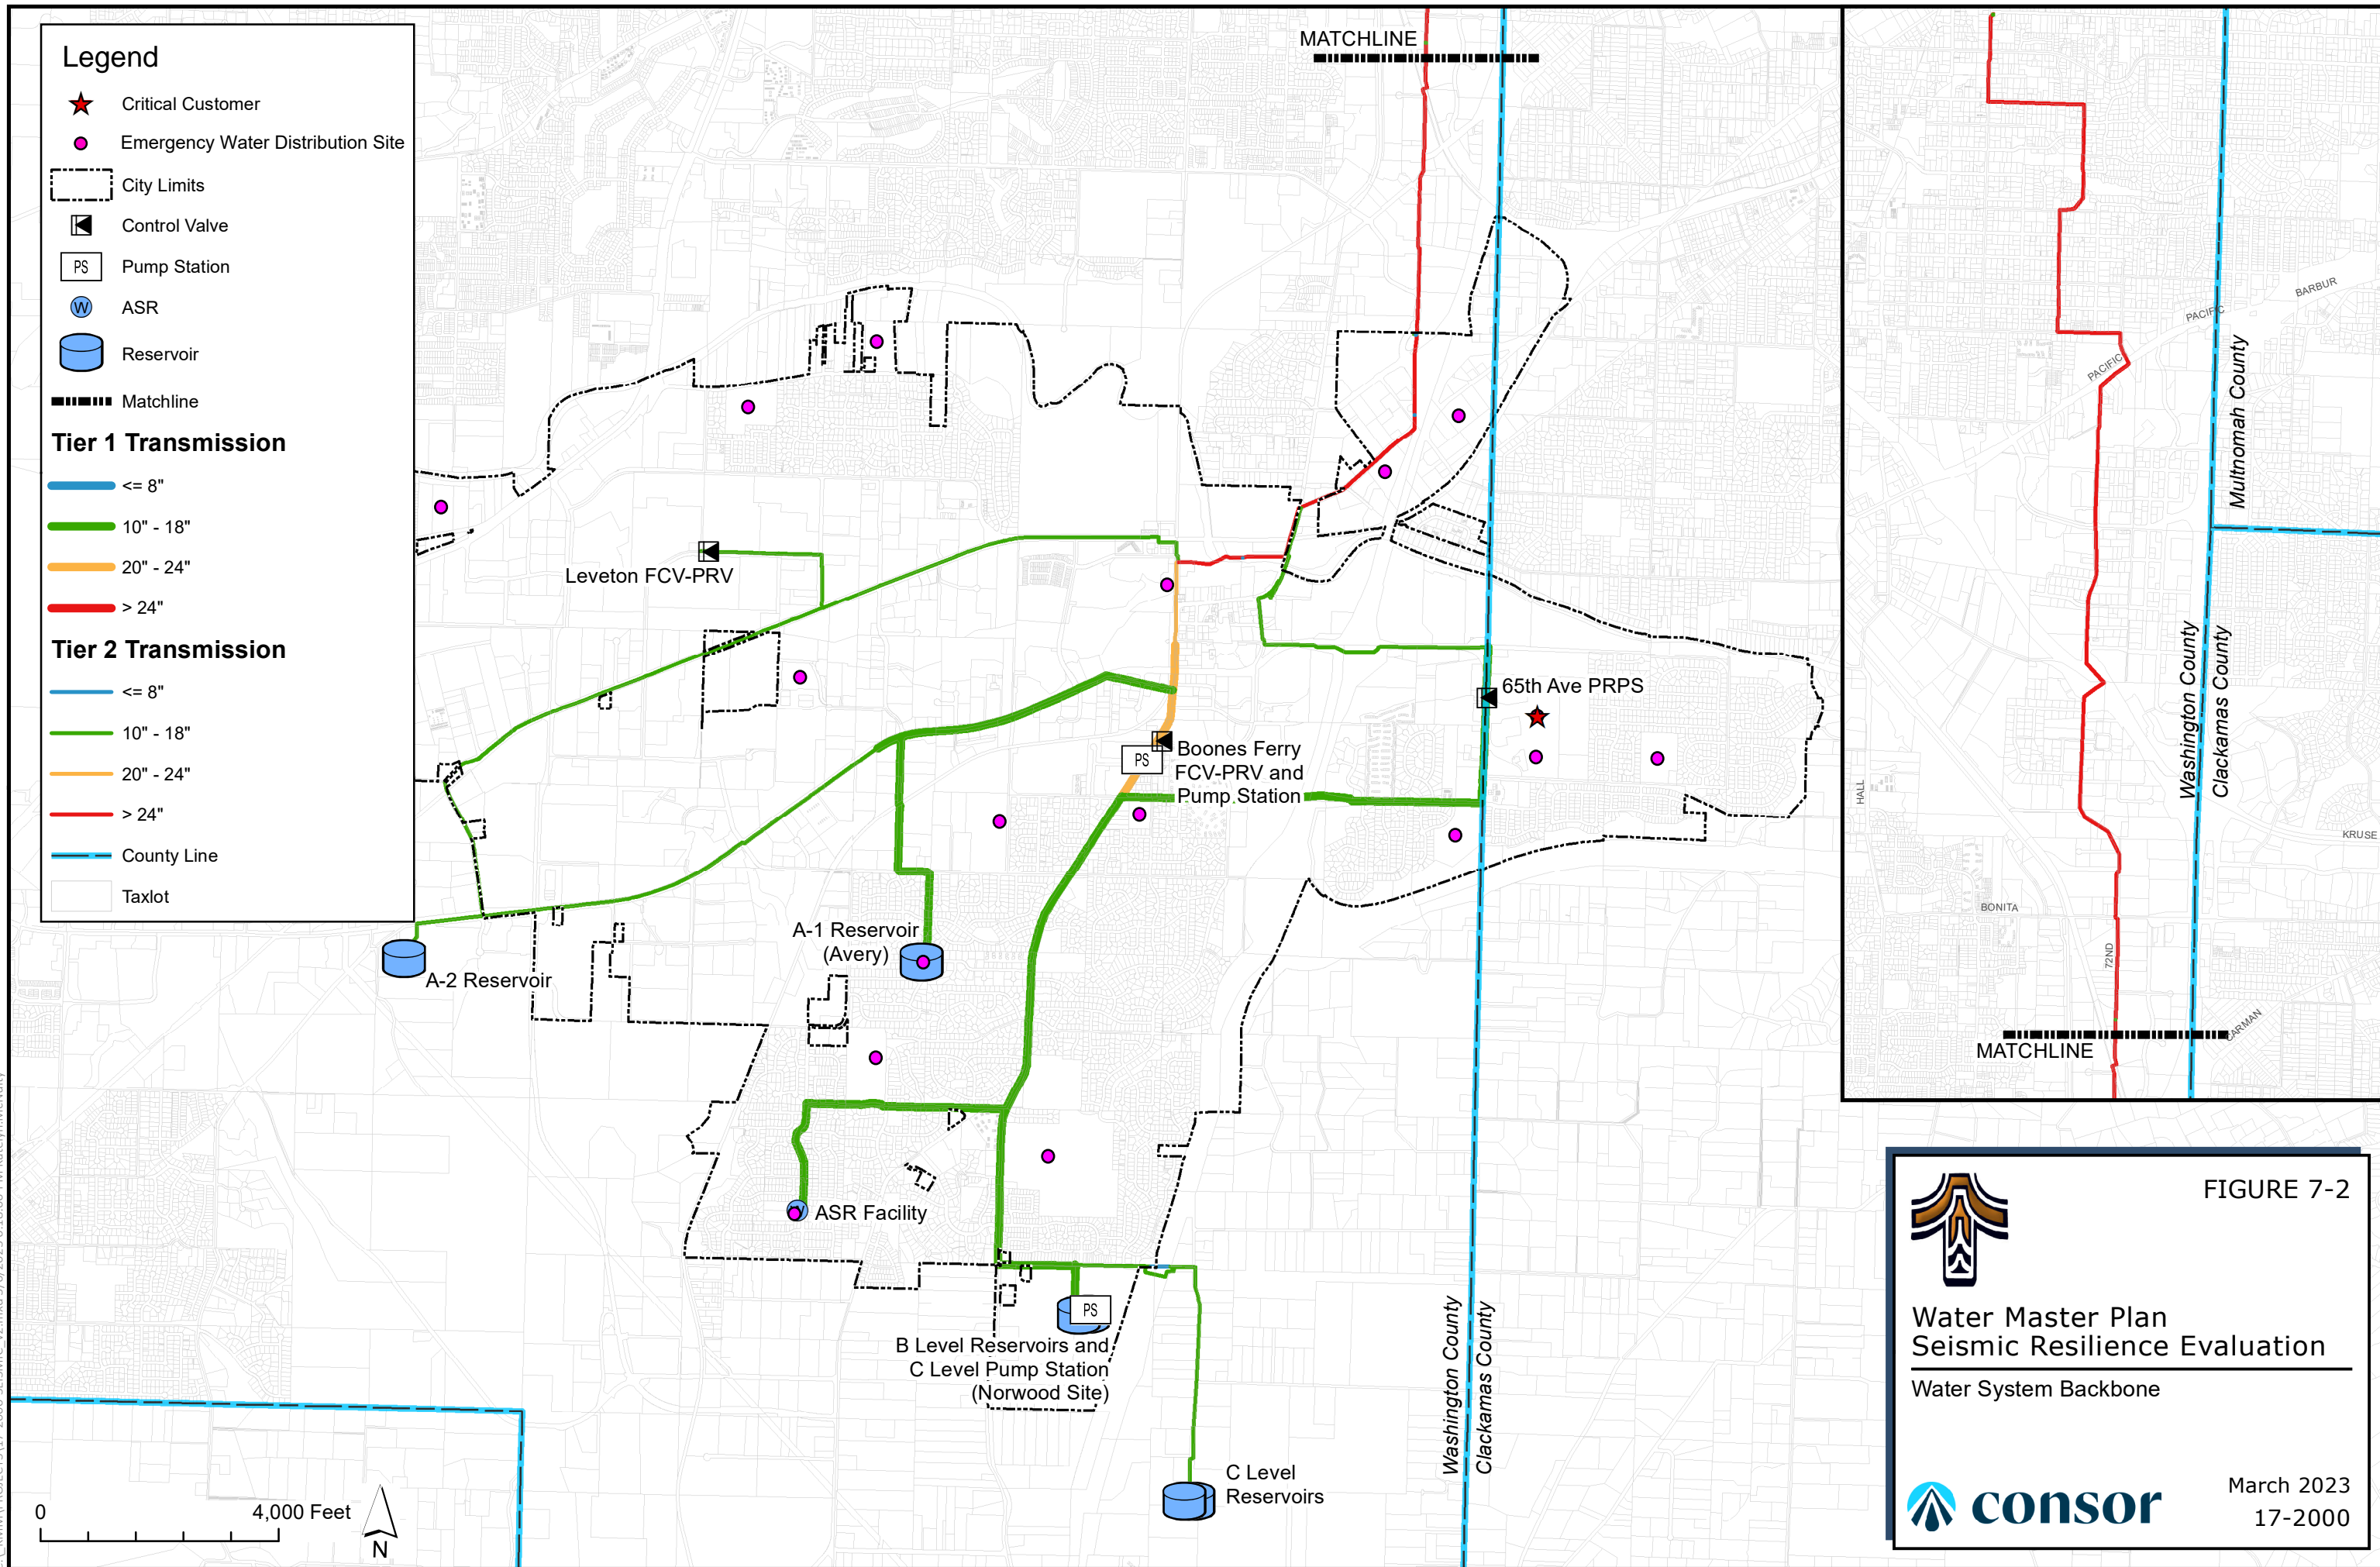 Legend
Critical Customer
Emergency Water Distribution Site
City Limits
Control Valve
PS
Pump Station
W
ASR
Reservoir
Matchline
Tier 1 Transmission
<= 8"
10" - 18"
20" - 24"
> 24"
Tier 2 Transmission
<= 8"
10" - 18"
20" - 24"
> 24"
County Line
Taxlot
MATCHLINE
Leveton FCV-PRV
65th Ave PRPS
PS
Boones Ferry
FCV-PRV and
Pump Station
A-1 Reservoir
(Avery)
A-2 Reservoir
ASR Facility
PS
B Level Reservoirs and
C Level Pump Station
(Norwood Site)
C Level
Reservoirs
Washington County
Clackamas County
0
4,000 Feet
N
BARBUR
PACIFIC
PACIFIC
Multnomah County
Washington County
Clackamas County
HALL
KRUSE
BONITA
72ND
CARMAN
MATCHLINE
FIGURE 7-2
Water Master Plan
Seismic Resilience Evaluation
Water System Backbone
consor
March 2023
17-2000